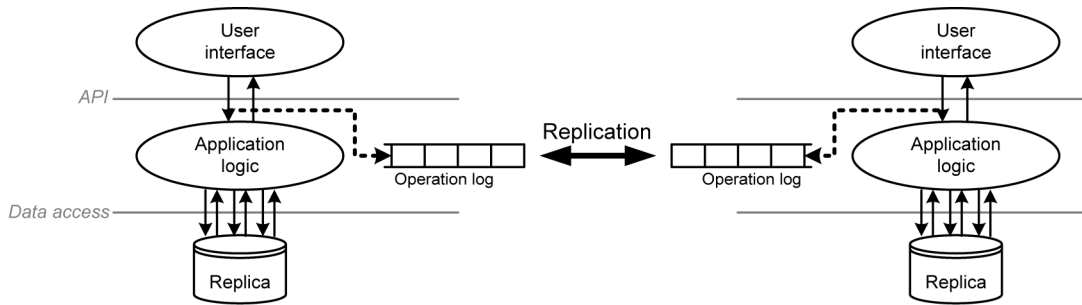 User
interface
User
interface
API
Application
logic
Replication
Application
logic
Operation log
Operation log
Data access
Replica
Replica